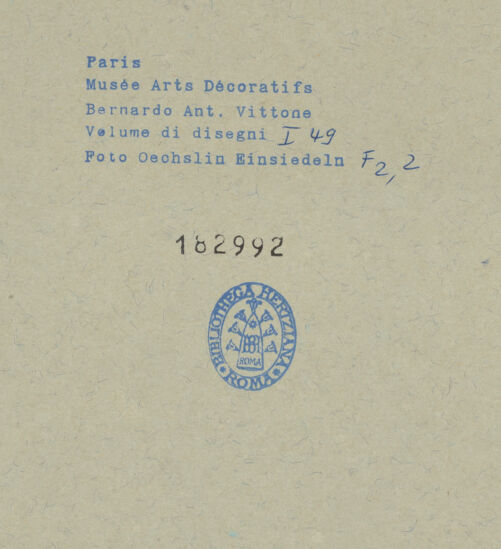 Paris
Musée Arts Décoratifs
Bernardo Ant. Vittone
Volume di disegni I 49
Foto Oechslin Einsiedeln F2,2
182992
BIBLIOTHECA HERTZIANA
ROMA
ROMA